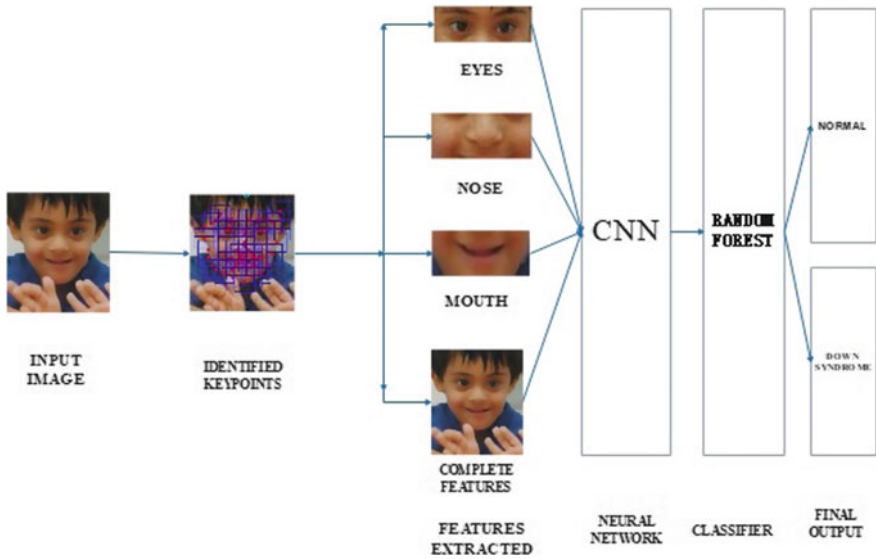 EYES
NOSE
MOUTH
COMPLETE
FEATURES
FEATURES
EXTRACTED
INPUT
IMAGE
IDENTIFIED
KEYPOINTS
CNN
NEURAL
NETWORK
RANDOM
FOREST
CLASSIFIER
NORMAL
DOWN
SYNDROME
FINAL
OUTPUT